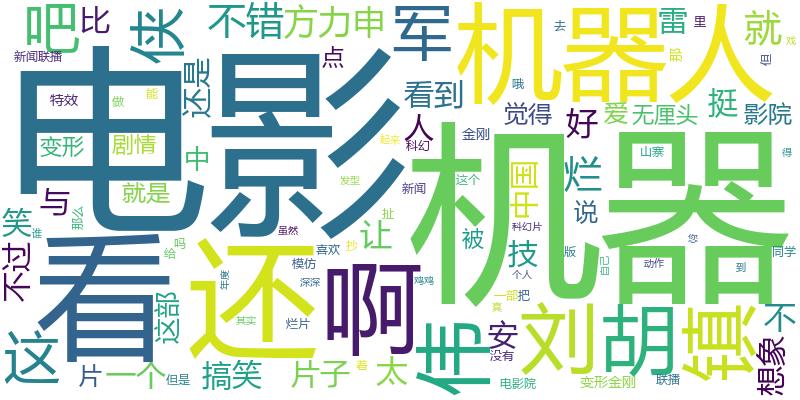 吧
比
侠
不错
方力申
军
机器人
雷
里
去
戏
就
新闻联播
还是
点
那
但
电影
看到
哦
觉得
爱
无厘头
挺
影院
特效
做
能
人
科幻
金刚
好
变形
剧情
起来
山寨
得
中
机器
烂
与
就是
发型
新闻
这个
中国
说
笑
谁
那么
给
吗
虽然
扯
让
科幻片
被
技
版
自己
您
同学
不过
看
还
喜欢
抄
模仿
啊
个人
动作
到
这部
年度
深深
鸡鸡
一部
把
真
其实
烂片
伟
安
没有
刘
胡
镇
不
想象
这
片
一个
但是
搞笑
片子
著
太
电影院
变形金刚
联播